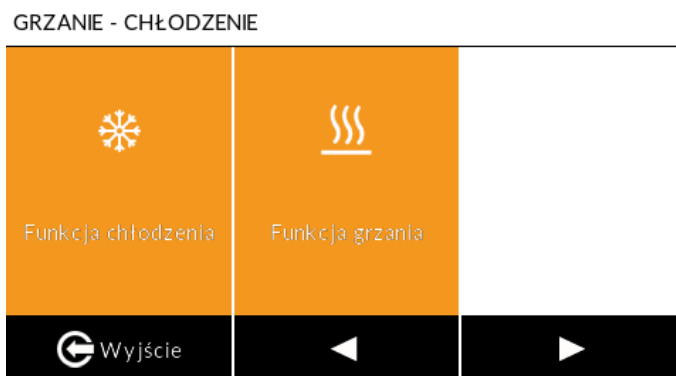 GRZANIE - CHŁODZENIE
Funkcja chłodzenia
Funkcja grzania
Wyjście